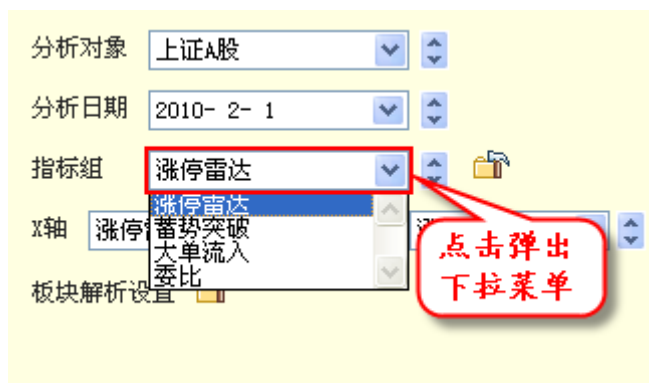 分析对象 上证A股
分析日期 2010- 2- 1
指标组 涨停雷达
涨停雷达
X轴 涨停
蓄势突破
大单流入
委比
点击弹出
下拉菜单
板块解析设置